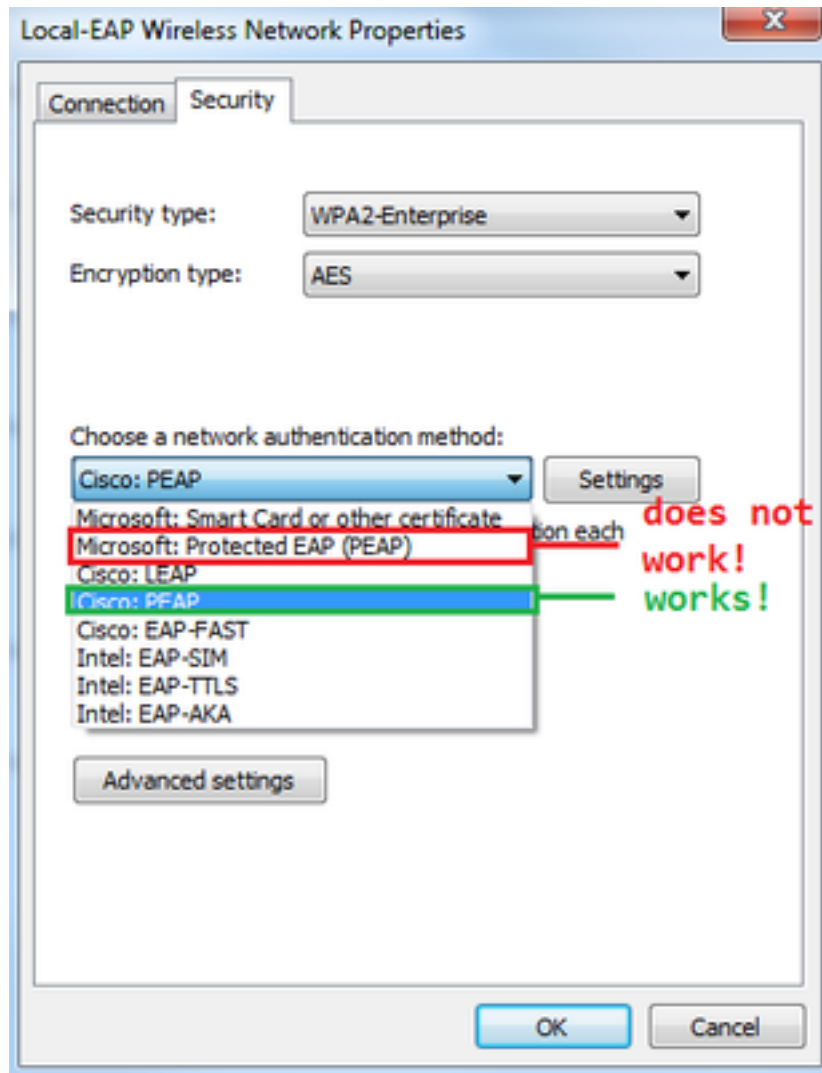 Local-EAP Wireless Network Properties
Connection
Security
Security type:
WPA2-Enterprise
Encryption type:
AES
Choose a network authentication method:
Cisco: PEAP
Settings
Microsoft: Smart Card or other certificate
Microsoft: Protected EAP (PEAP)
Cisco: LEAP
Cisco: PEAP
Cisco: EAP-FAST
Intel: EAP-SIM
Intel: EAP-TTLS
Intel: EAP-AKA
tion each
does not
work!
works!
Advanced settings
OK
Cancel